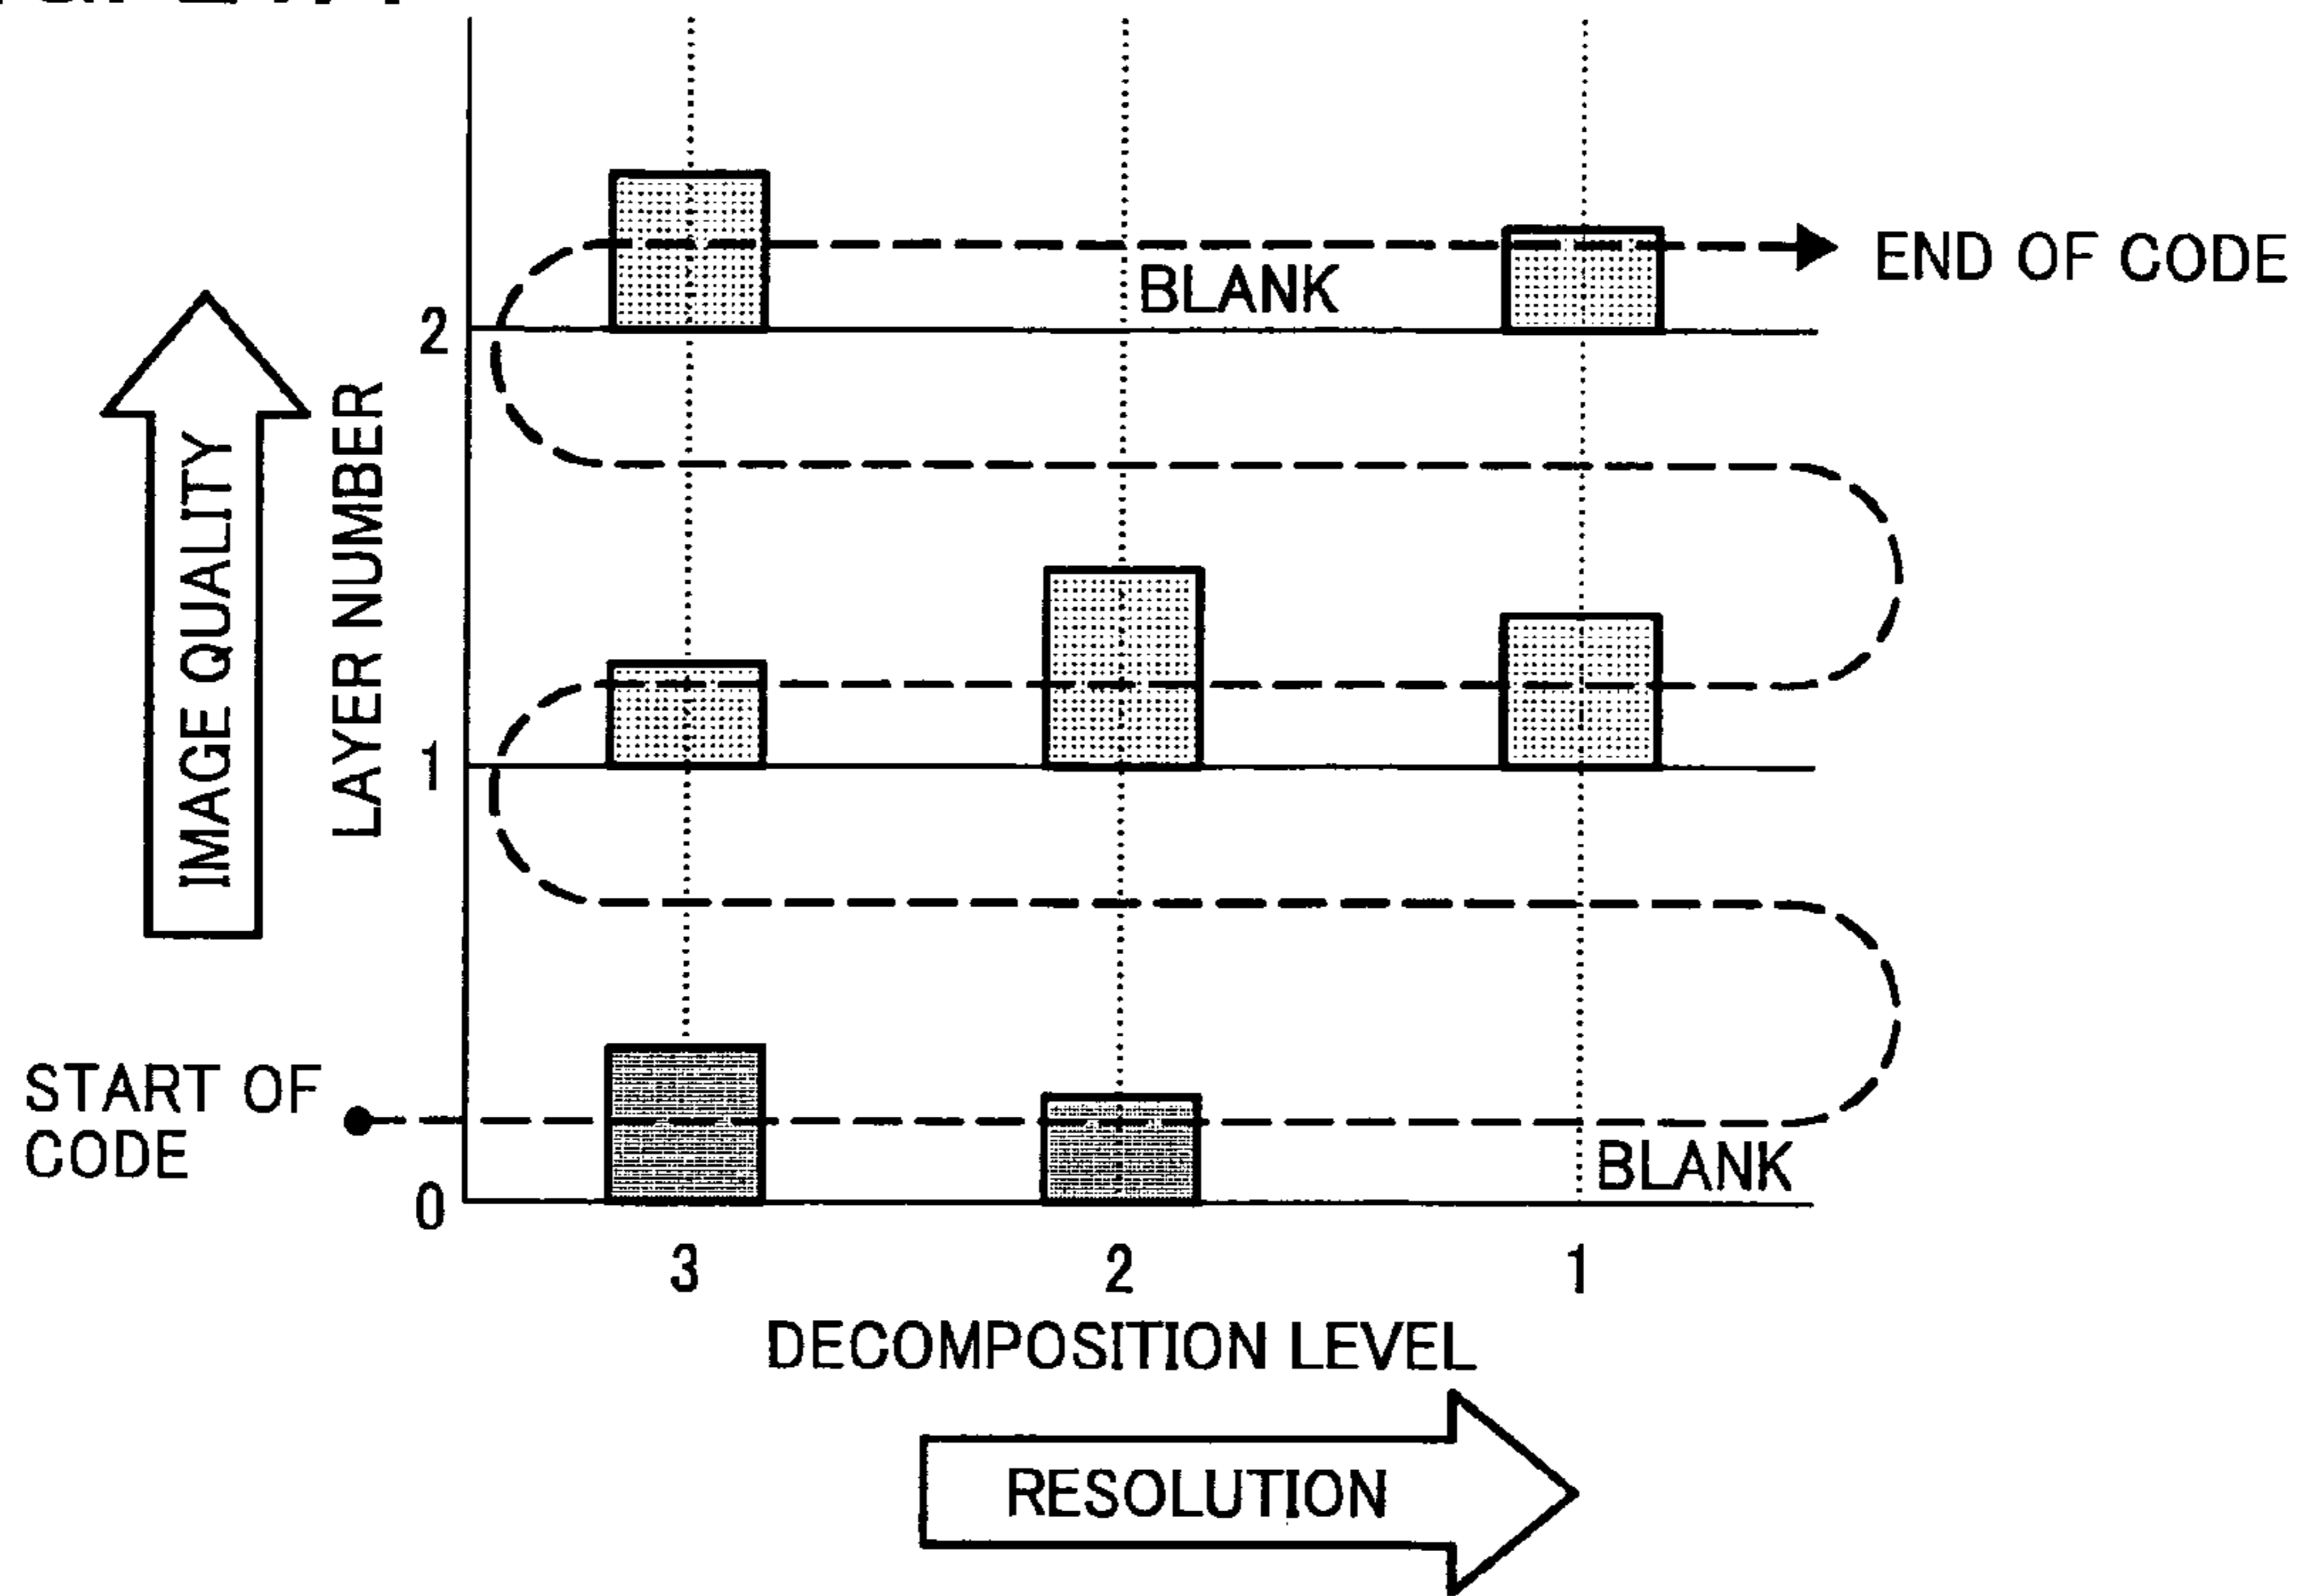 END OF CODE
BLANK
2
IMAGE QUALITY
LAYER NUMBER
1
START OF
CODE
BLANK
0
3 2 1
DECOMPOSITION LEVEL
RESOLUTION